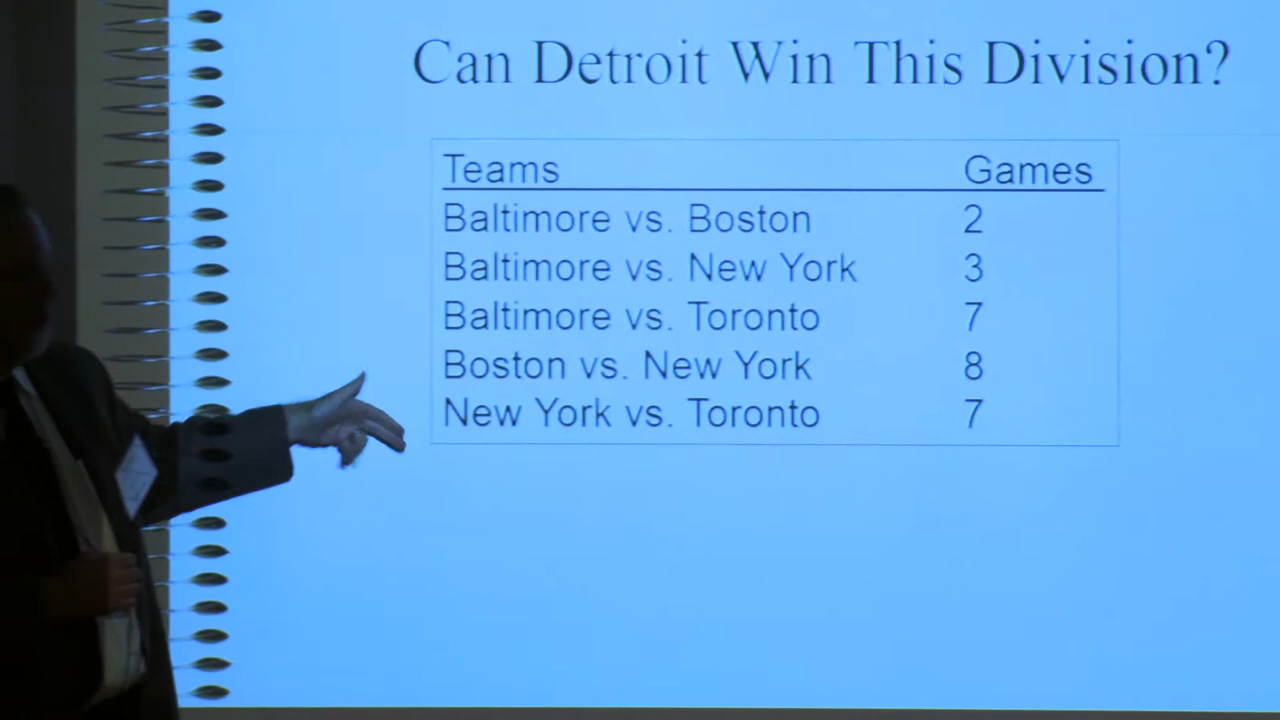 Can Detroit Win This Division?
Teams Games
Baltimore vs. Boston 2
Baltimore vs. New York 3
Baltimore vs. Toronto 7
Boston vs. New York 8
New York vs. Toronto 7